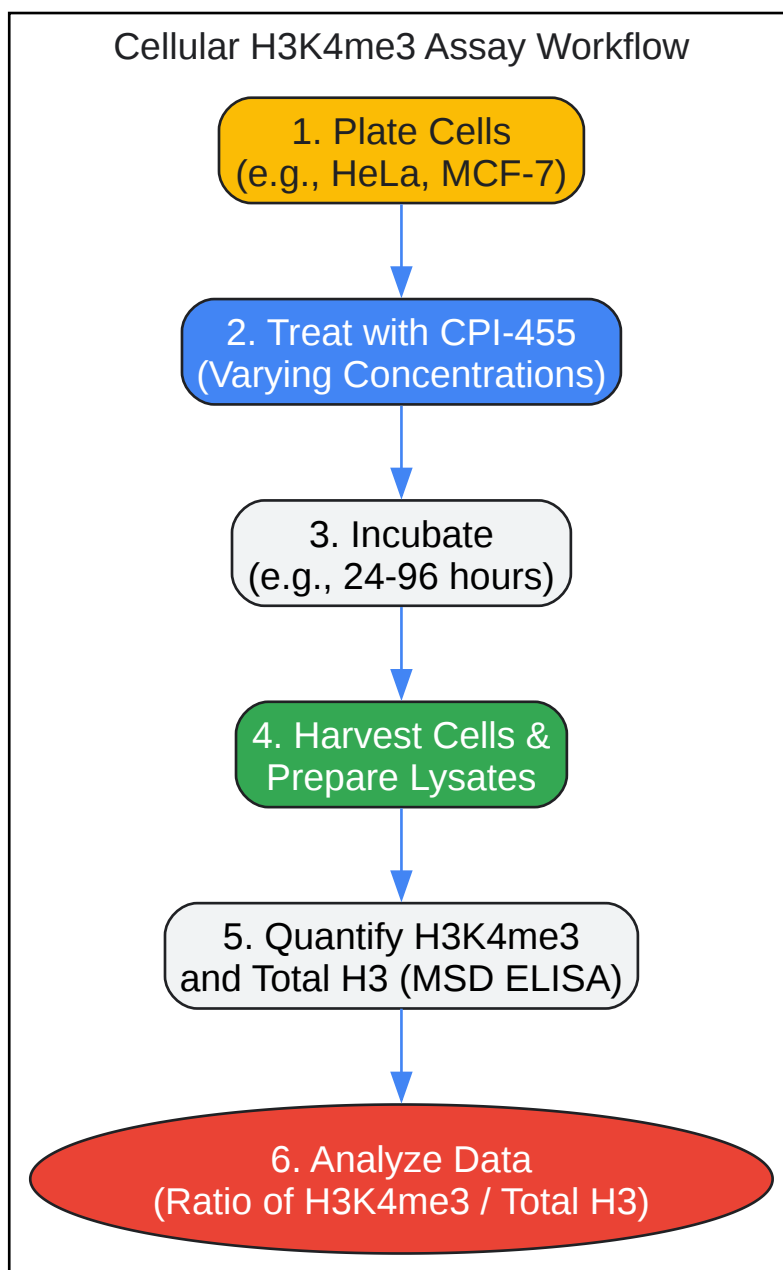 Cellular H3K4me3 Assay Workflow
1. Plate Cells
(e.g., HeLa, MCF-7)
2. Treat with CPI-455
(Varying Concentrations)
3. Incubate
(e.g., 24-96 hours)
4. Harvest Cells &
Prepare Lysates
5. Quantify H3K4me3
and Total H3 (MSD ELISA)
6. Analyze Data
(Ratio of H3K4me3 / Total H3)